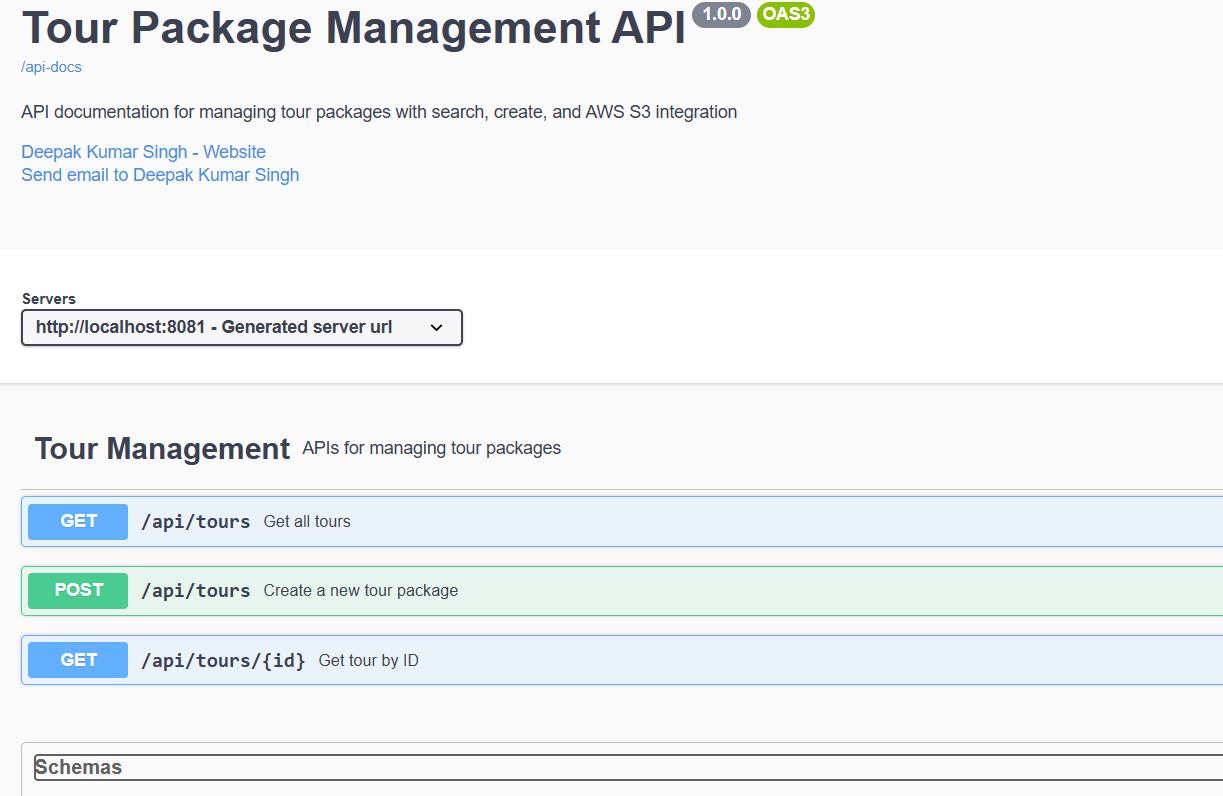 Tour Package Management API 1.0.0 OAS3
/api-docs
API documentation for managing tour packages with search, create, and AWS S3 integration
Deepak Kumar Singh - Website
Send email to Deepak Kumar Singh
Servers
http://localhost:8081 - Generated server url
Tour Management APIs for managing tour packages
GET /api/tours Get all tours
POST /api/tours Create a new tour package
GET /api/tours/{id} Get tour by ID
Schemas